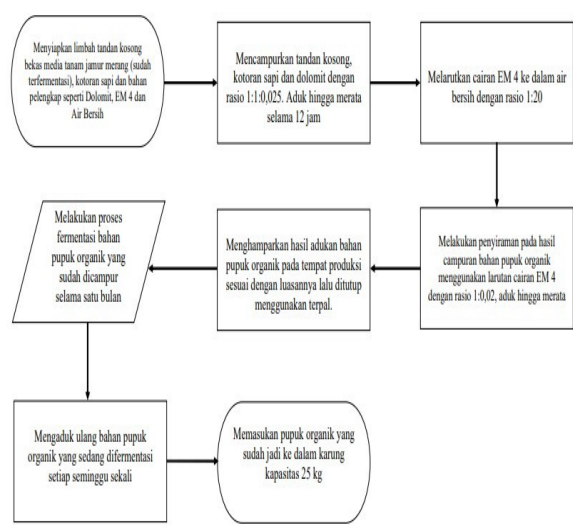 Menyiapkan limbah tandan kosong
bekas media tanam jamur merang (sudah
terfermentasi), kotoran sapi dan bahan
pelengkap seperti Dolomit, EM 4 dan
Air Bersih
Mencampurkan tandan kosong,
kotoran sapi dan dolomit dengan
rasio 1:1:0,025. Aduk hingga merata
selama 12 jam
Melarutkan cairan EM 4 ke dalam air
bersih dengan rasio 1:20
Melakukan penyiraman pada hasil
campuran bahan pupuk organik
menggunakan larutan cairan EM 4
dengan rasio 1:0,02, aduk hingga merata
Menghamparkan hasil adukan bahan
pupuk organik pada tempat produksi
sesuai dengan luasannya lalu ditutup
menggunakan terpal.
Melakukan proses
fermentasi bahan
pupuk organik yang
sudah dicampur
selama satu bulan
Mengaduk ulang bahan pupuk
organik yang sedang difermentasi
setiap seminggu sekali
Memasukan pupuk organik yang
sudah jadi ke dalam karung
kapasitas 25 kg